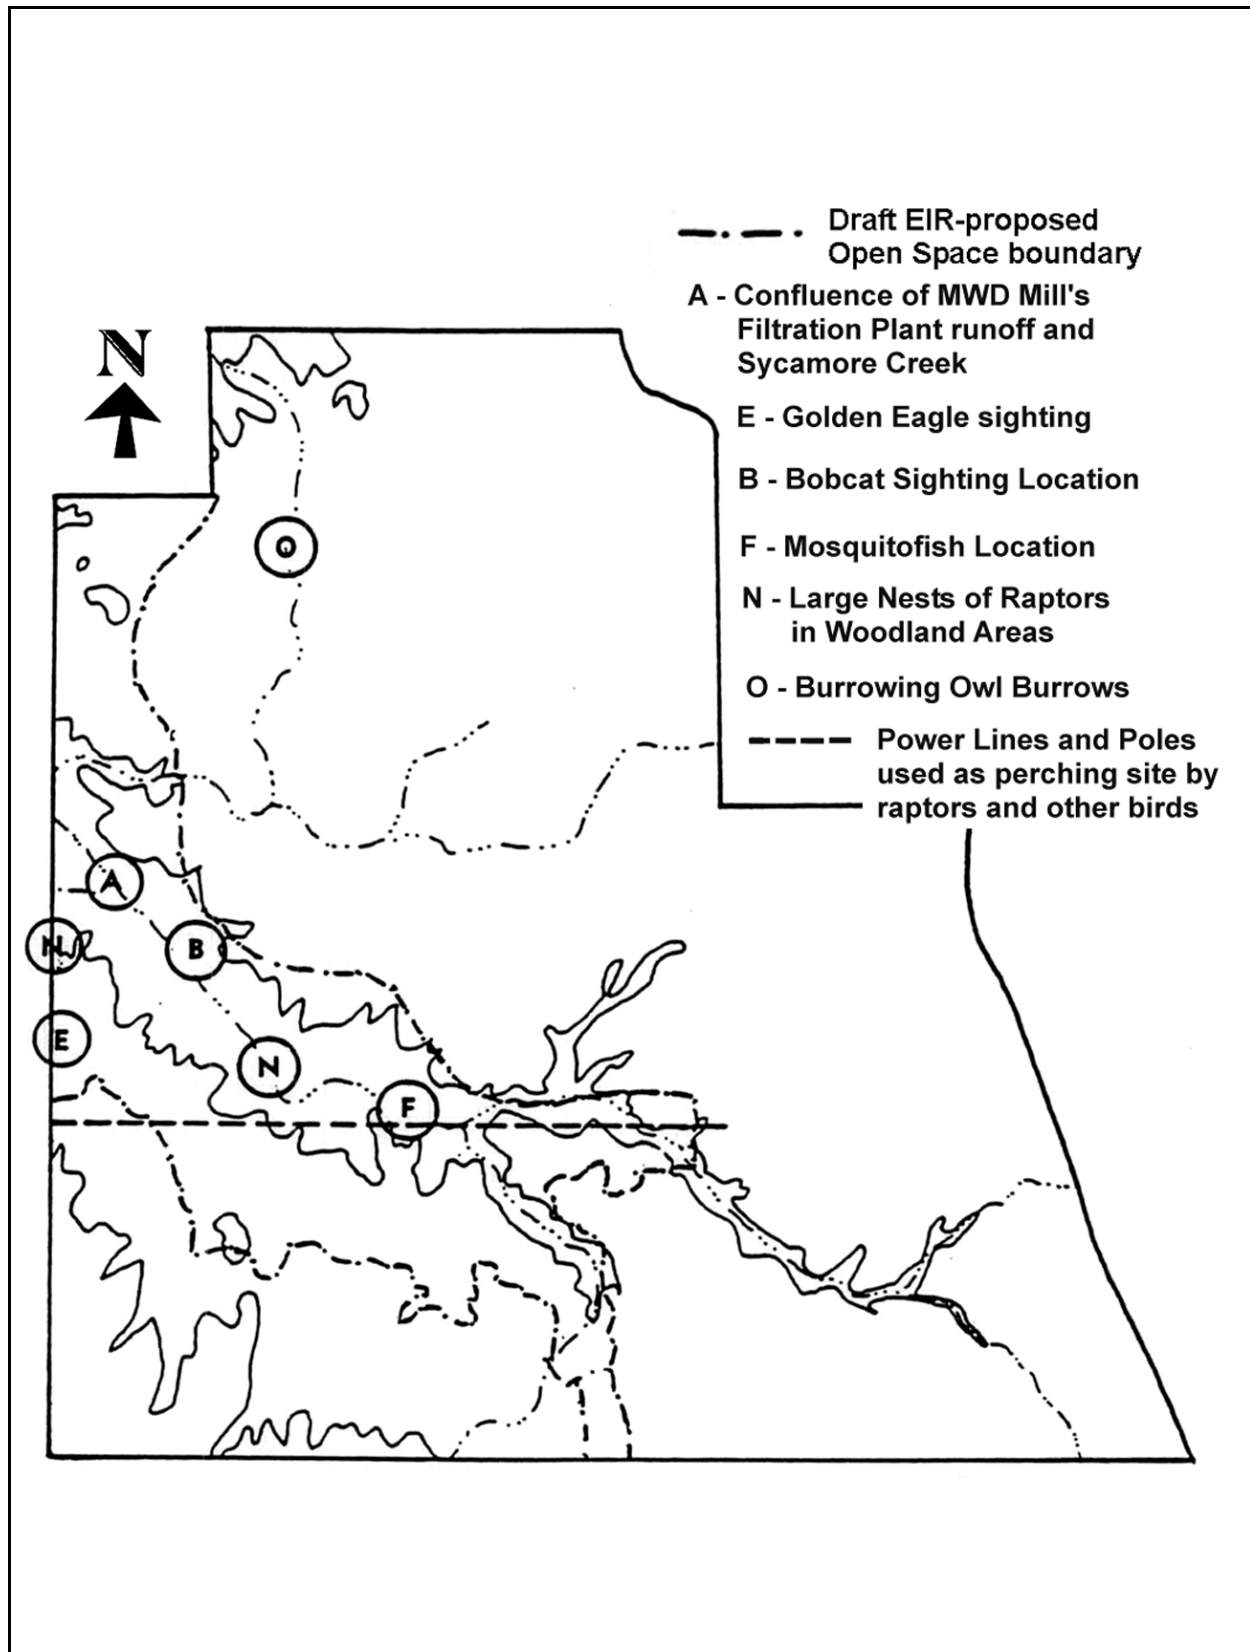 Draft EIR-proposed
Open Space boundary
A - Confluence of MWD Mill's
Filtration Plant runoff and
Sycamore Creek
N
E - Golden Eagle sighting
B - Bobcat Sighting Location
F - Mosquitofish Location
O
N - Large Nests of Raptors
in Woodland Areas
O - Burrowing Owl Burrows
Power Lines and Poles
used as perching site by
raptors and other birds
A
N
B
E
N
F